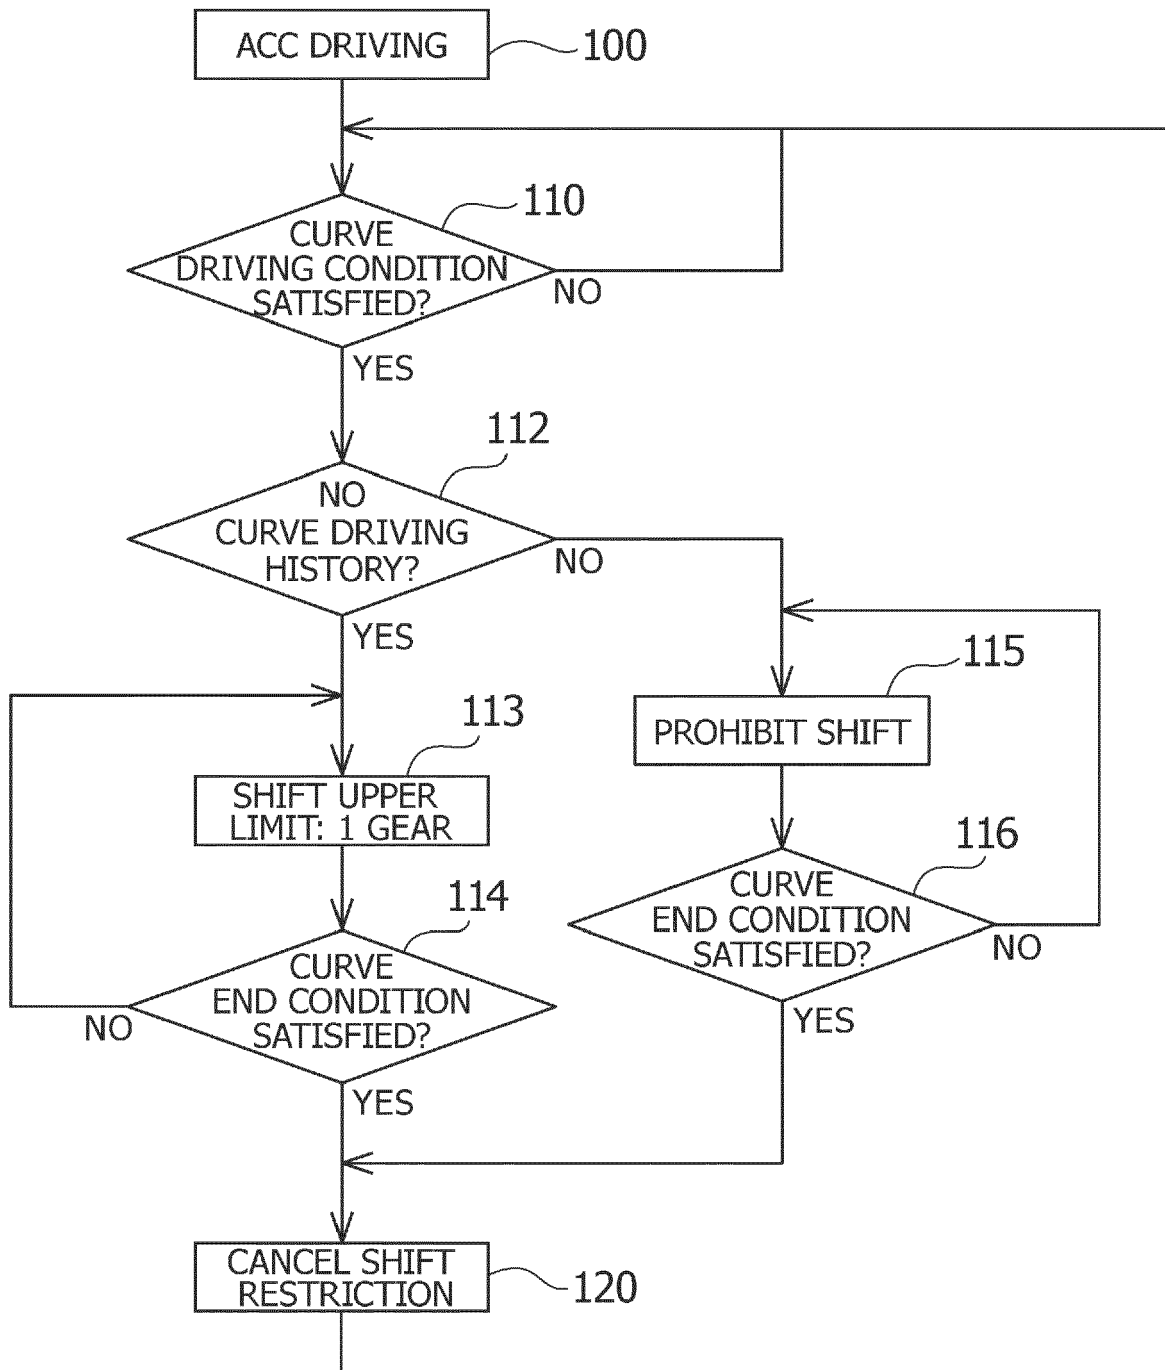 ACC DRIVING
100
110
CURVE
DRIVING CONDITION
SATISFIED?
NO
YES
112
NO
CURVE DRIVING
HISTORY?
NO
YES
113
SHIFT UPPER
LIMIT: 1 GEAR
114
CURVE
END CONDITION
SATISFIED?
NO
YES
115
PROHIBIT SHIFT
116
CURVE
END CONDITION
SATISFIED?
NO
YES
CANCEL SHIFT
RESTRICTION
120